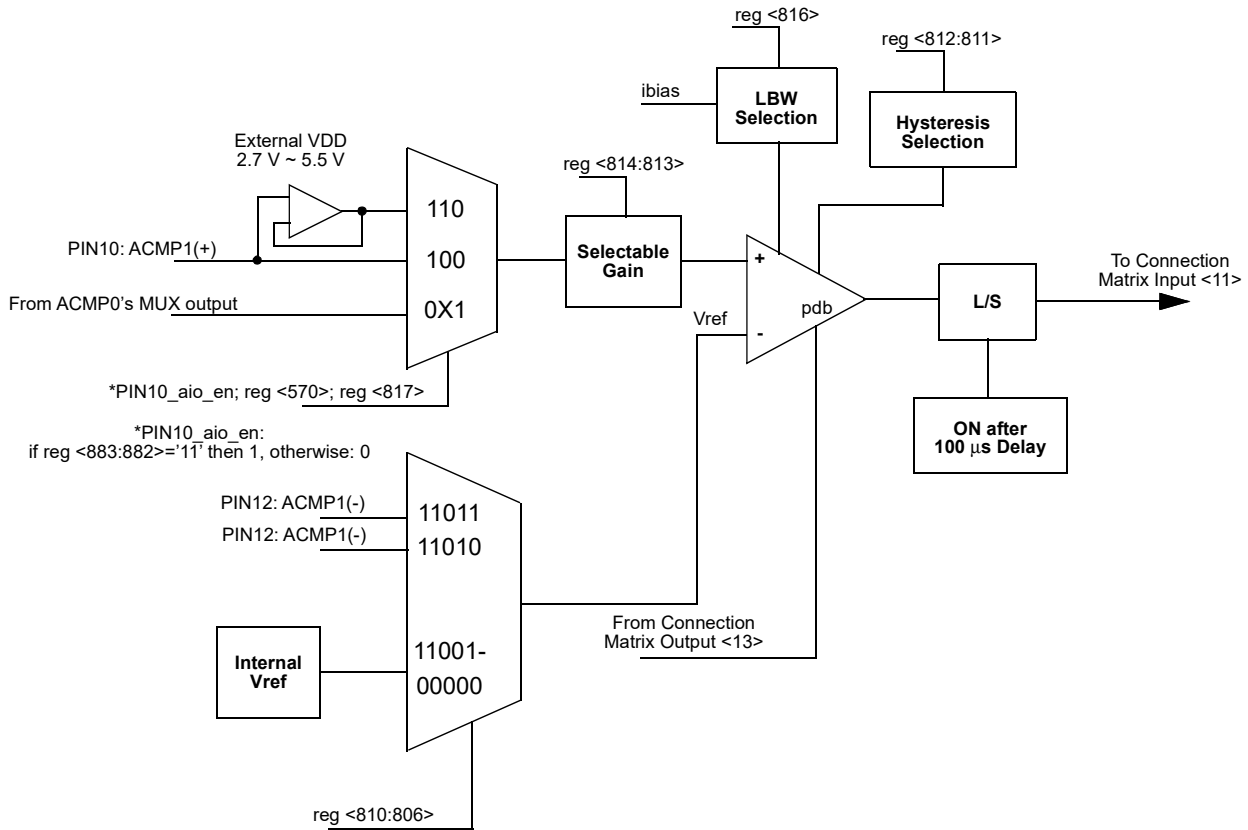 reg <816>
reg <812:811>
ibias
LBW
Selection
Hysteresis
Selection
External VDD
2.7 V ~ 5.5 V
reg <814:813>
110
PIN10: ACMP1(+)
100
Selectable
Gain
+
To Connection
Matrix Input <11>
From ACMP0's MUX output
0X1
Vref
pdb
-
L/S
*PIN10_aio_en; reg <570>; reg <817>
*PIN10_aio_en:
if reg <883:882>='11' then 1, otherwise: 0
ON after
100 μs Delay
PIN12: ACMP1(-)
11011
PIN12: ACMP1(-)
11010
From Connection
Matrix Output <13>
Internal
Vref
11001-
00000
reg <810:806>